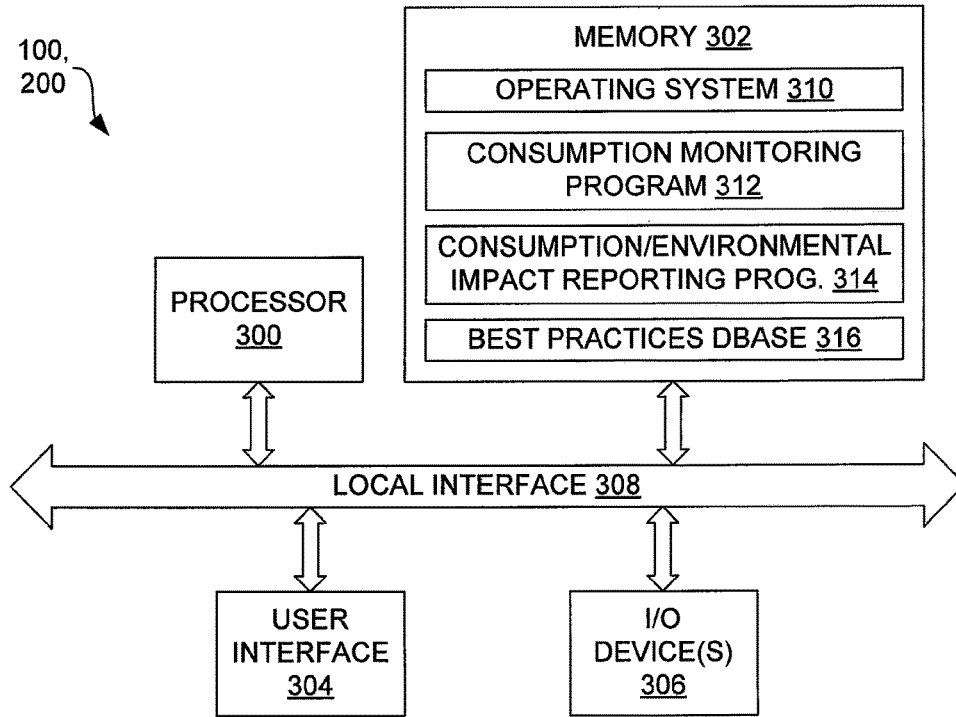 100,
200
MEMORY 302
OPERATING SYSTEM 310
CONSUMPTION MONITORING
PROGRAM 312
CONSUMPTION/ENVIRONMENTAL
IMPACT REPORTING PROG. 314
BEST PRACTICES DBASE 316
PROCESSOR
300
LOCAL INTERFACE 308
USER
INTERFACE
304
I/O
DEVICE(S)
306